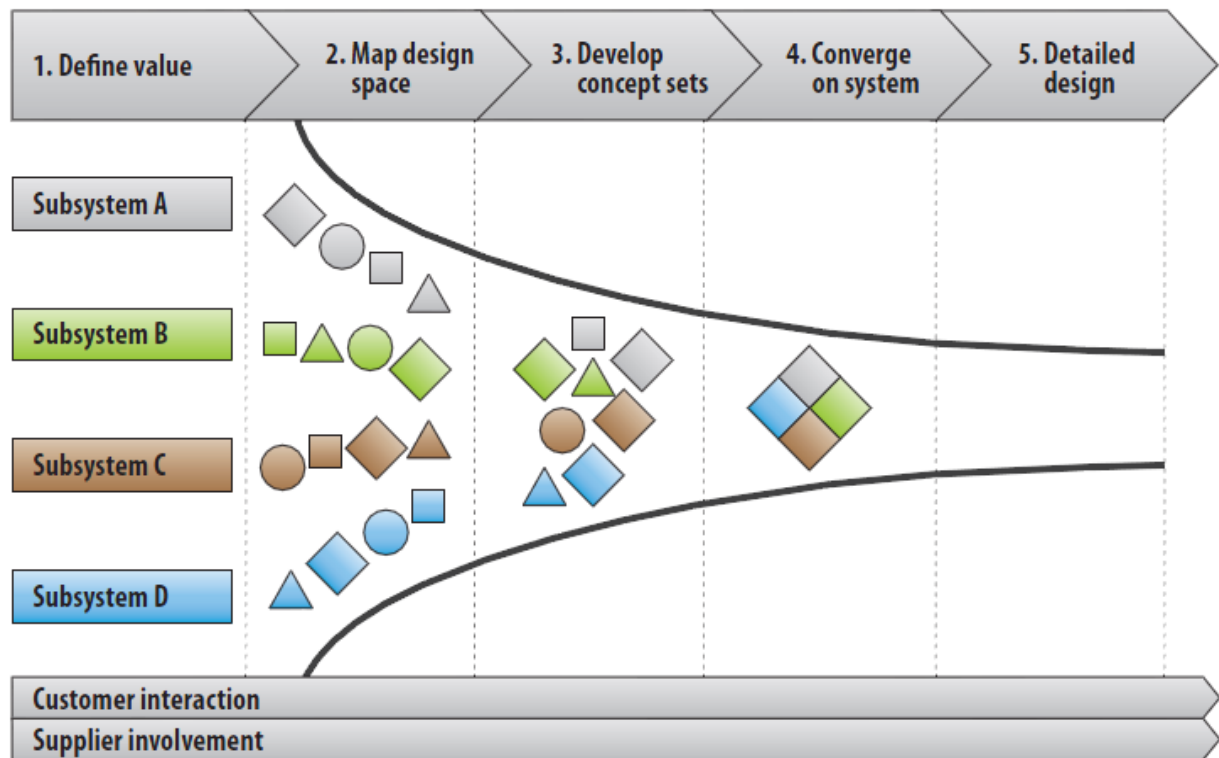 1. Define value
2. Map design
space
3. Develop
concept sets
4. Converge
on system
5. Detailed
design
Subsystem A
Subsystem B
Subsystem C
Subsystem D
Customer interaction
Supplier involvement